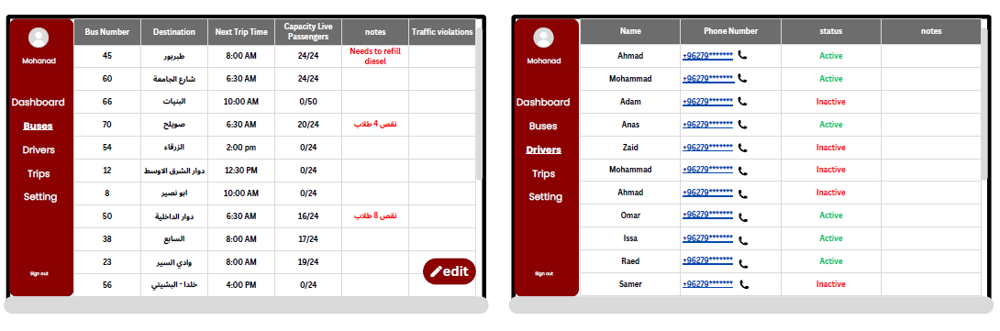 Mohanad
Dashboard
Buses
Drivers
Trips
Setting
Sign out
Bus Number Destination Next Trip Time Capacity Live Passengers notes Traffic violations
45 طبربور 8:00 AM 24/24 Needs to refill diesel
60 شارع الجامعة 6:30 AM 24/24
66 البنيات 10:00 AM 0/50
70 صويلح 6:30 AM 20/24 نقص 4 طلاب
54 الزرقاء 2:00 pm 0/24
12 دوار الشرق الاوسط 12:30 PM 0/24
8 ابو نصير 10:00 AM 0/24
50 دوار الداخلية 6:30 AM 16/24 نقص 8 طلاب
38 السابع 8:00 AM 17/24
23 وادي السير 8:00 AM 19/24
56 خلدا - البشيتي 4:00 PM 0/24
edit
Mohanad
Dashboard
Buses
Drivers
Trips
Setting
Sign out
Name Phone Number status notes
Ahmad +96279******* Active
Mohammad +96279******* Active
Adam +96279******* Inactive
Anas +96279******* Active
Zaid +96279******* Inactive
Mohammad +96279******* Inactive
Ahmad +96279******* Inactive
Omar +96279******* Active
Issa +96279******* Active
Raed +96279******* Active
Samer +96279******* Inactive